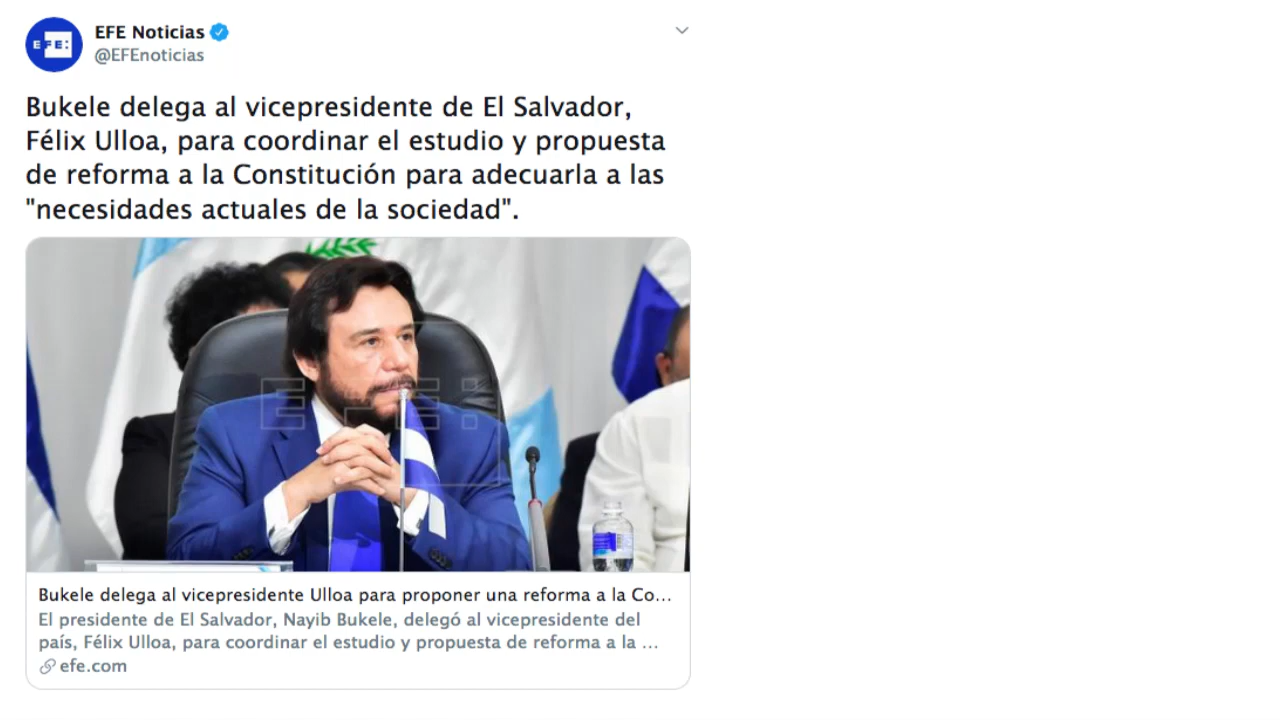 EFE:
EFE Noticias
@EFEnoticias
Bukele delega al vicepresidente de El Salvador,
Félix Ulloa, para coordinar el estudio y propuesta
de reforma a la Constitución para adecuarla a las
"necesidades actuales de la sociedad".
EFE:
Bukele delega al vicepresidente Ulloa para proponer una reforma a la Co...
El presidente de El Salvador, Nayib Bukele, delegó al vicepresidente del
país, Félix Ulloa, para coordinar el estudio y propuesta de reforma a la ...
efe.com